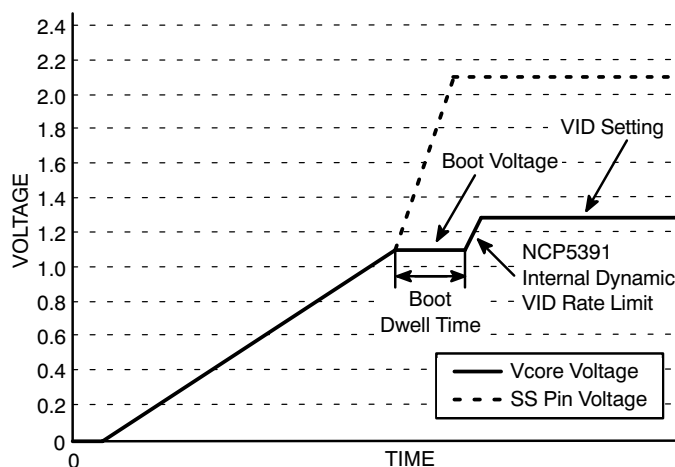 2.4
2.2
2.0
1.8
1.6
1.4
1.2
1.0
0.8
0.6
0.4
0.2
0
0
VOLTAGE
TIME
VID Setting
Boot Voltage
NCP5391
Internal Dynamic
VID Rate Limit
Boot
Dwell Time
Vcore Voltage
SS Pin Voltage